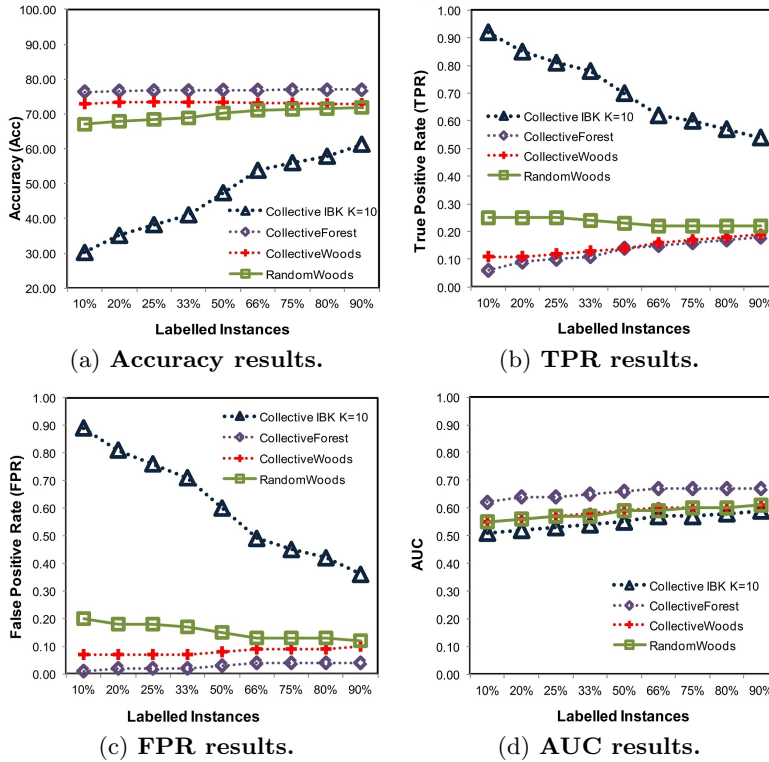 100.00
90.00
80.00
70.00
60.00
50.00
40.00
30.00
20.00
Accuracy (Acc)
Collective IBK K=10
CollectiveForest
CollectiveWoods
RandomWoods
10% 20% 25% 33% 50% 66% 75% 80% 90%
Labelled Instances
(a) Accuracy results.
1.00
0.90
0.80
0.70
0.60
0.50
0.40
0.30
0.20
0.10
0.00
True Positive Rate (TPR)
Collective IBK K=10
CollectiveForest
CollectiveWoods
RandomWoods
10% 20% 25% 33% 50% 66% 75% 80% 90%
Labelled Instances
(b) TPR results.
1.00
0.90
0.80
0.70
0.60
0.50
0.40
0.30
0.20
0.10
0.00
False Positive Rate (FPR)
Collective IBK K=10
CollectiveForest
CollectiveWoods
RandomWoods
10% 20% 25% 33% 50% 66% 75% 80% 90%
Labelled Instances
(c) FPR results.
1.00
0.90
0.80
0.70
0.60
0.50
0.40
0.30
0.20
0.10
0.00
AUC
Collective IBK K=10
CollectiveForest
CollectiveWoods
RandomWoods
10% 20% 25% 33% 50% 66% 75% 80% 90%
Labelled Instances
(d) AUC results.